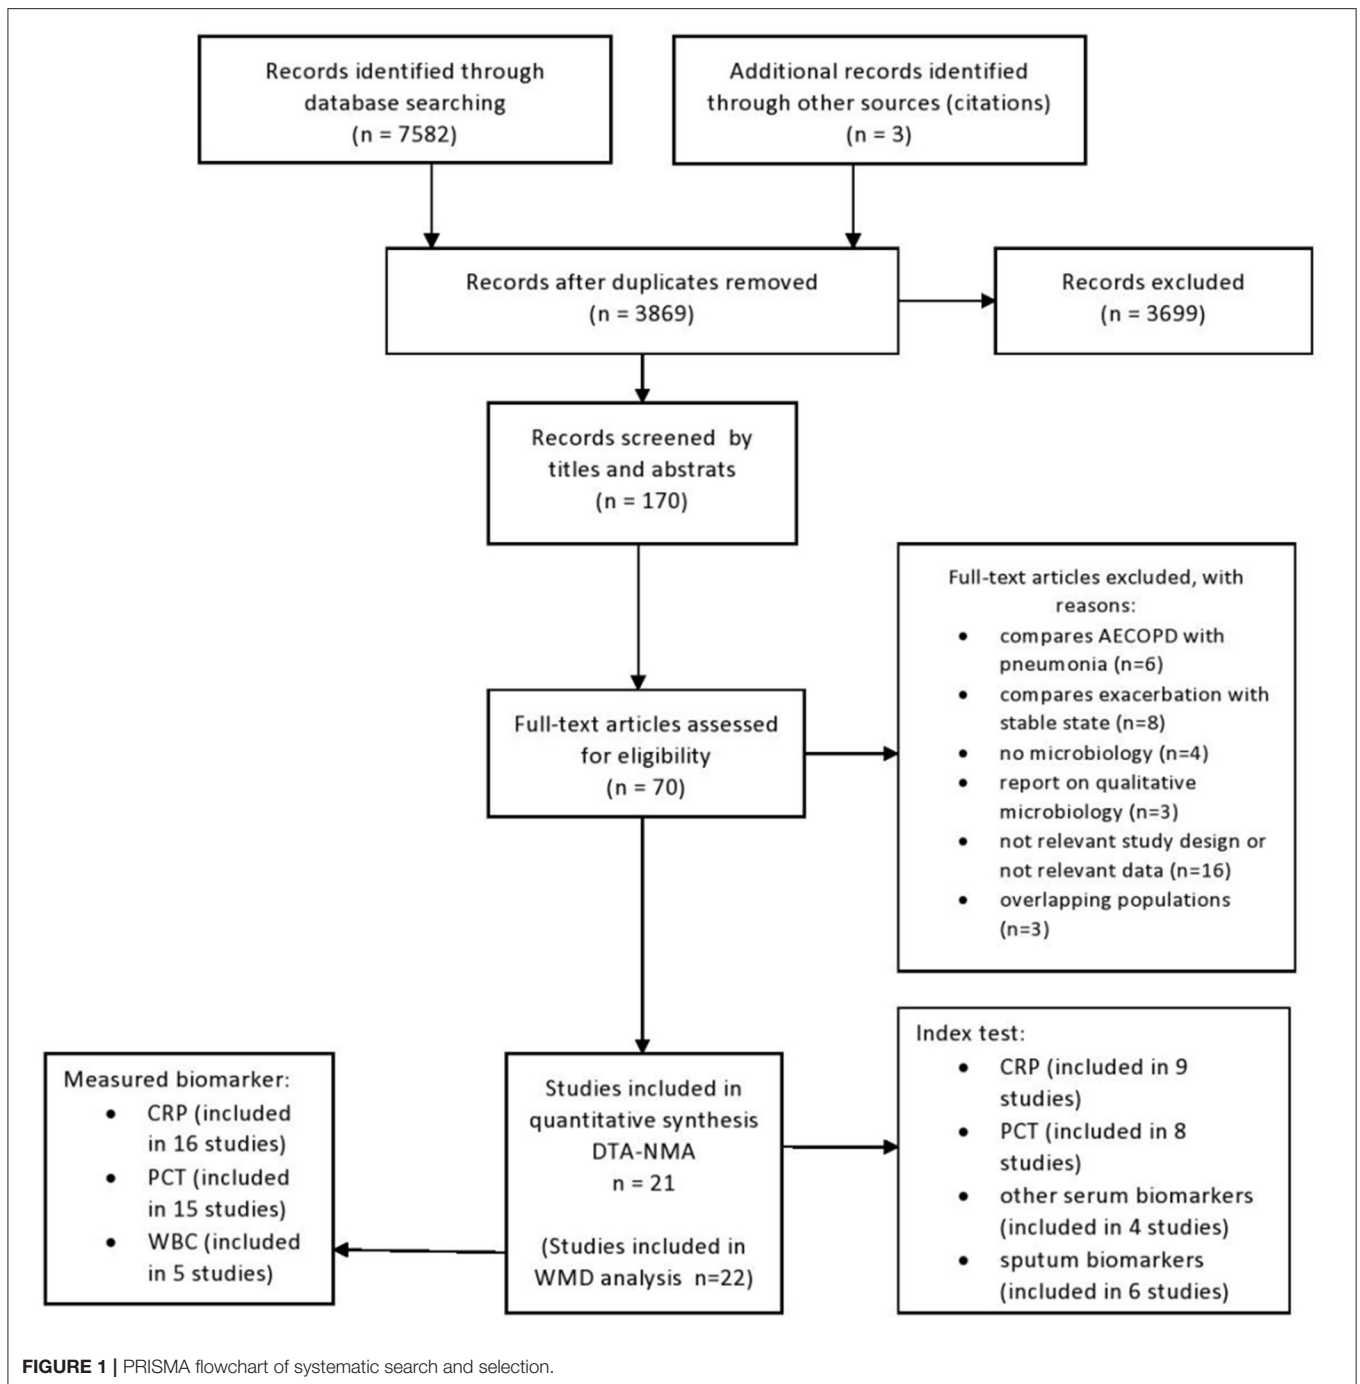 Records identified through
database searching
(n = 7582)
Additional records identified
through other sources (citations)
(n = 3)
Records after duplicates removed
(n = 3869)
Records excluded
(n = 3699)
Records screened by
titles and abstrats
(n = 170)
Full-text articles assessed
for eligibility
(n = 70)
Full-text articles excluded, with
reasons:
• compares AECOPD with
pneumonia (n=6)
• compares exacerbation with
stable state (n=8)
• no microbiology (n=4)
• report on qualitative
microbiology (n=3)
• not relevant study design or
not relevant data (n=16)
• overlapping populations
(n=3)
Measured biomarker:
• CRP (included
in 16 studies)
• PCT (included
in 15 studies)
• WBC (included
in 5 studies)
Studies included in
quantitative synthesis
DTA-NMA
n = 21
(Studies included in
WMD analysis n=22)
Index test:
• CRP (included in 9
studies)
• PCT (included in 8
studies)
• other serum biomarkers
(included in 4 studies)
• sputum biomarkers
(included in 6 studies)
FIGURE 1 | PRISMA flowchart of systematic search and selection.